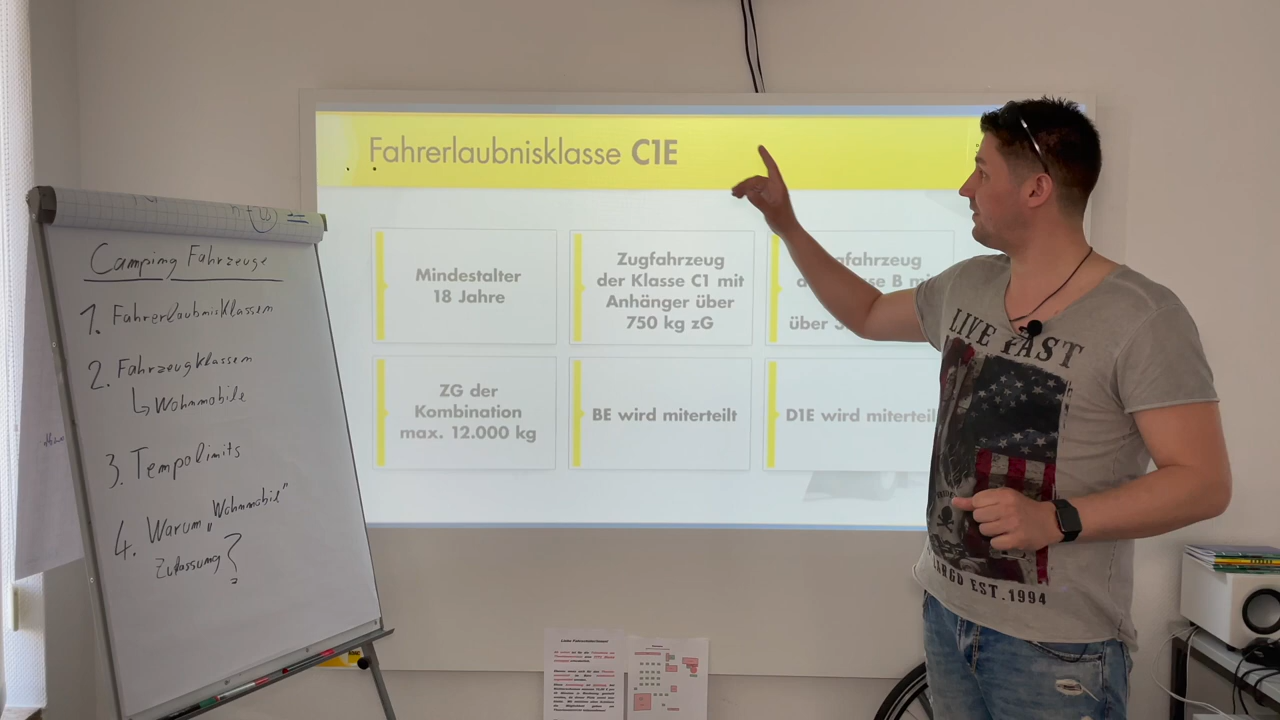 Fahrerlaubnisklasse C1E
Mindestalter
18 Jahre
Zugfahrzeug
der Klasse C1 mit
Anhänger über
750 kg zG
über
ZG der
Kombination
max. 12.000 kg
BE wird miterteilt
D1E wird miterteil
Camping Fahrzeuge
1. Fahrerlaubnisklassen
2. Fahrzeugklassen
↳ Wohnmobile
3. Tempolimits
4. Warum „Wohnmobil"
Zulassung?
LIVE FAST
LARGO EST.1994